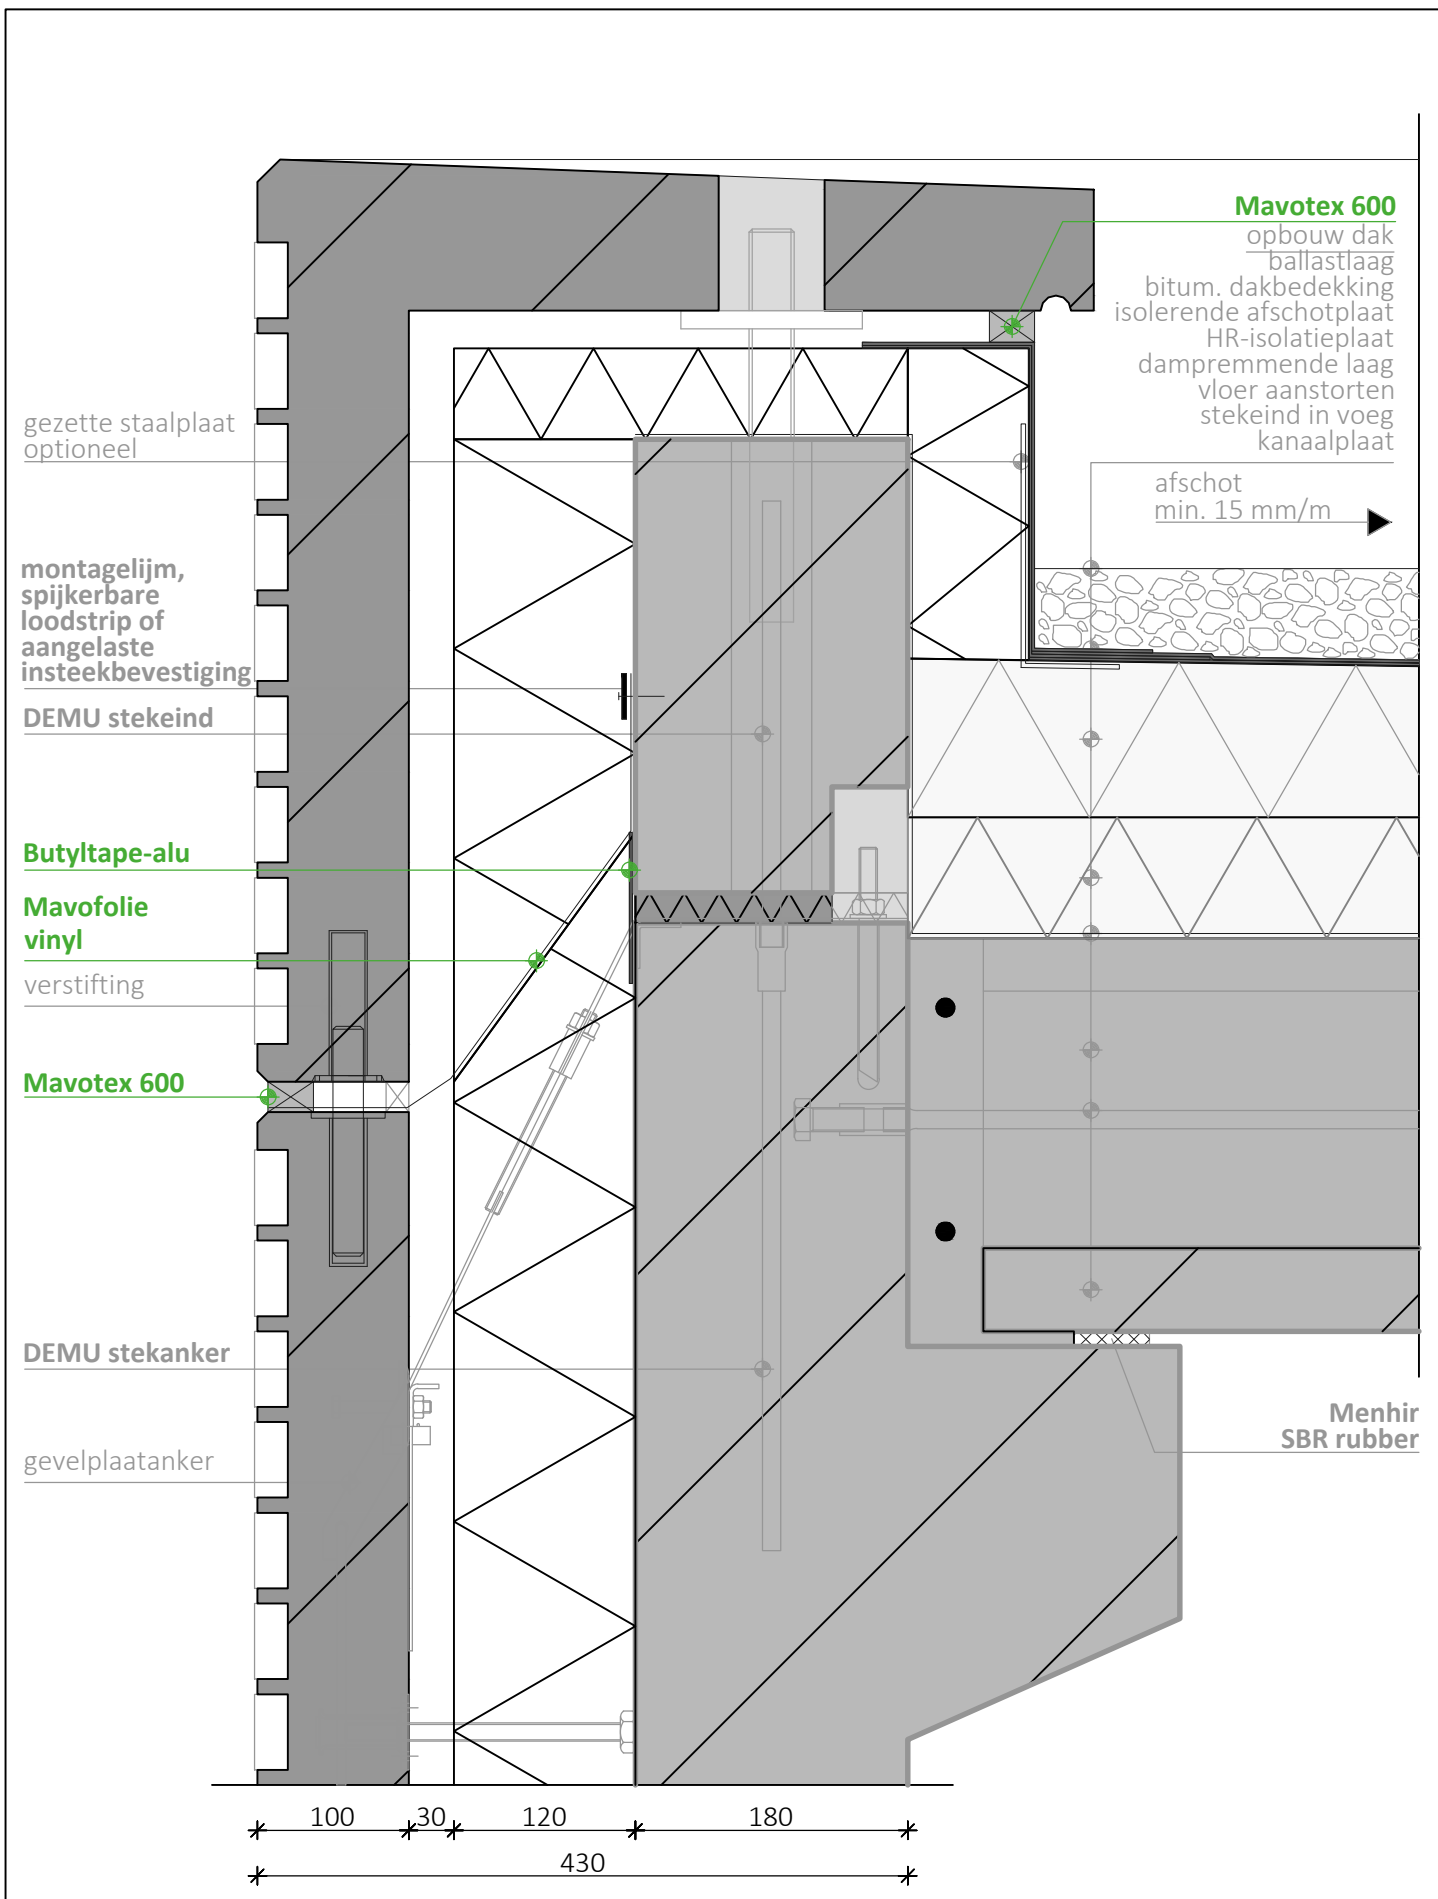 Mavotex 600
opbouw dak
ballastlaag
bitum. dakbedekking
isolerende afschotplaat
HR-isolatieplaat
dampremmende laag
vloer aanstorten
stekeind in voeg
kanaalplaat
afschot
min. 15 mm/m
gezette staalplaat
optioneel
montagelijm,
spijkerbare
loodstrip of
aangelaste
insteekbevestiging
DEMU stekeind
Butyltape-alu
Mavofolie
vinyl
verstifting
Mavotex 600
DEMU stekanker
gevelplaatanker
Menhir
SBR rubber
100 30 120 180
430